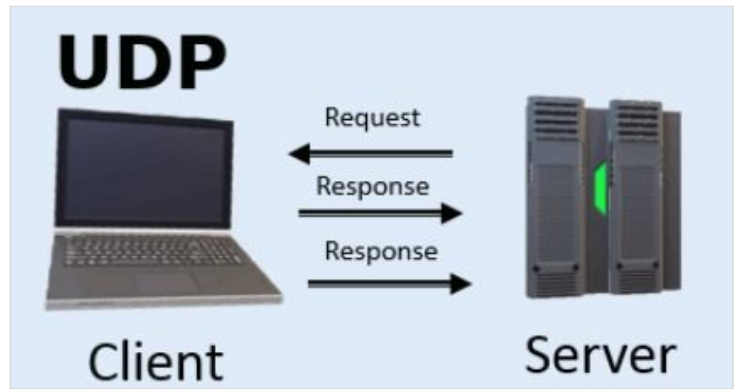 UDP
Request
Response
Response
Client
Server